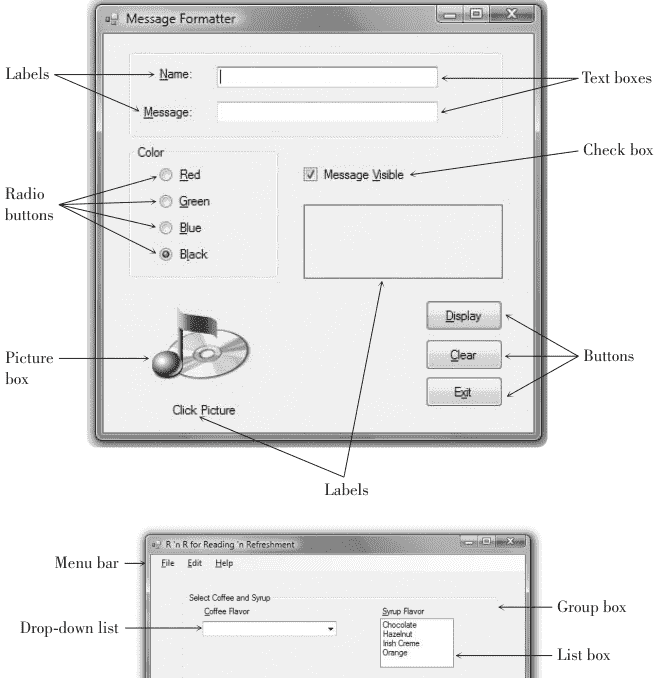 Message Formatter
Labels
Name:
Text boxes
Message:
Check box
Color
Red
Message Visible
Radio
buttons
Green
Blue
Black
Display
Picture
box
Clear
Buttons
Exit
Click Picture
Labels
R 'n R for Reading 'n Refreshment
Menu bar
File Edit Help
Select Coffee and Syrup
Group box
Coffee Flavor
Syrup Flavor
Drop-down list
Chocolate
Hazelnut
Irish Creme
Orange
List box